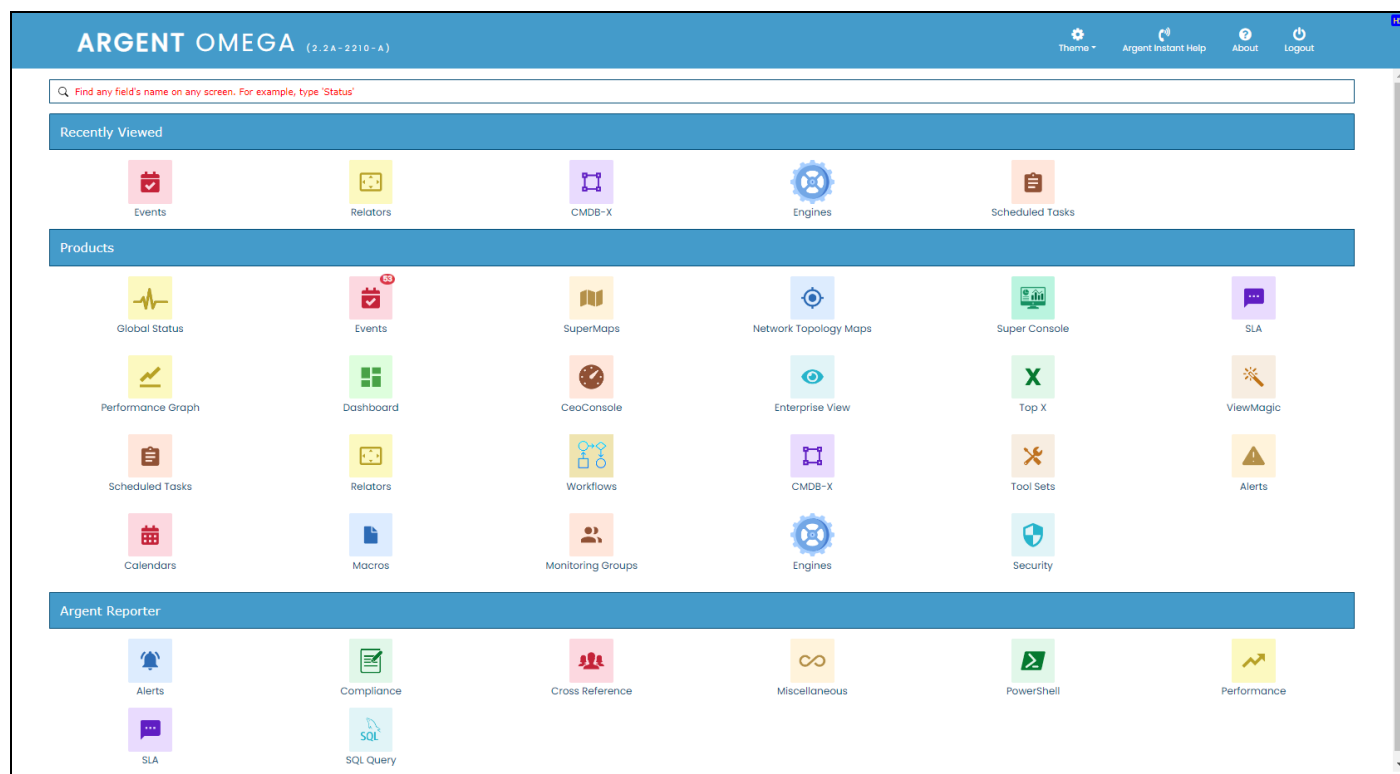 ARGENT OMEGA (2.2A-2210-A)
Theme
Argent Instant Help
About
Logout
Find any field's name on any screen. For example, type 'Status'
Recently Viewed
Events
Relators
CMDB-X
Engines
Scheduled Tasks
Products
53
Global Status
Events
SuperMaps
Network Topology Maps
Super Console
SLA
Performance Graph
Dashboard
CeoConsole
Enterprise View
X
Top X
ViewMagic
Scheduled Tasks
Relators
Workflows
CMDB-X
Tool Sets
Alerts
Calendars
Macros
Monitoring Groups
Engines
Security
Argent Reporter
Alerts
Compliance
Cross Reference
Miscellaneous
PowerShell
Performance
SQL
SLA
SQL Query